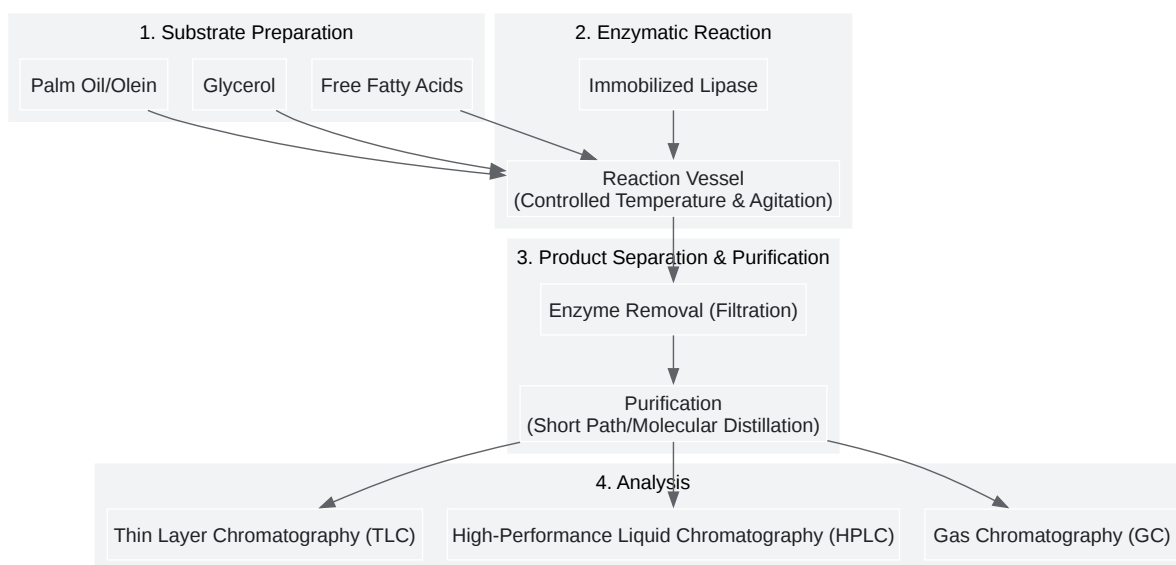 1. Substrate Preparation
Palm Oil/Olein
Glycerol
Free Fatty Acids
2. Enzymatic Reaction
Immobilized Lipase
Reaction Vessel
(Controlled Temperature & Agitation)
3. Product Separation & Purification
Enzyme Removal (Filtration)
Purification
(Short Path/Molecular Distillation)
4. Analysis
Thin Layer Chromatography (TLC)
High-Performance Liquid Chromatography (HPLC)
Gas Chromatography (GC)